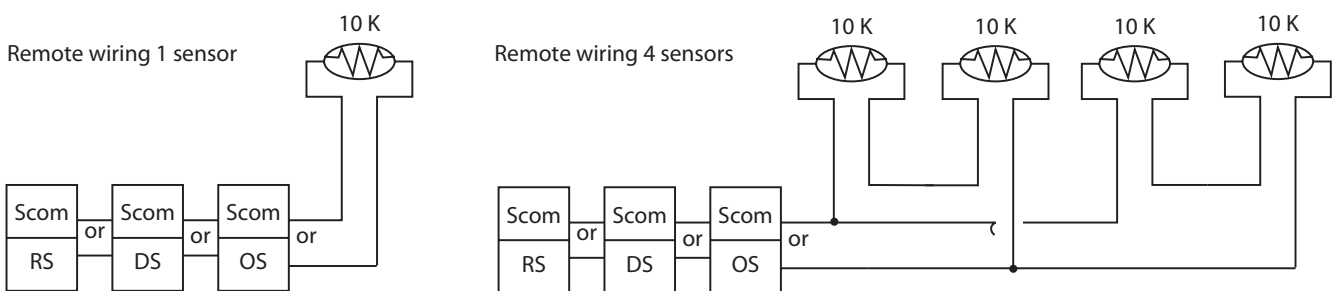 10 K
Remote wiring 1 sensor
Scom or Scom or Scom or
RS DS OS
10 K 10 K 10 K 10 K
Remote wiring 4 sensors
Scom or Scom or Scom or
RS DS OS